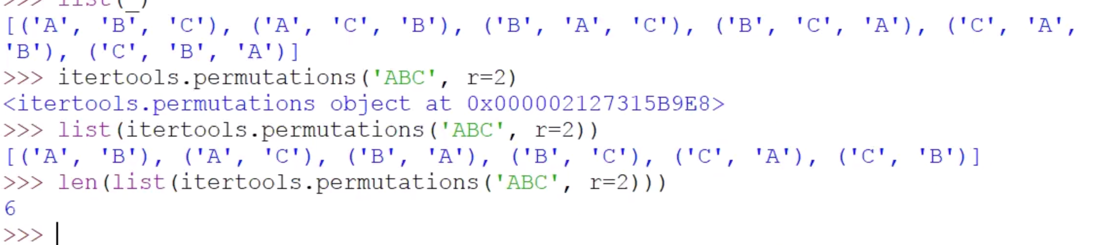 >>> list(_)
[('A', 'B', 'C'), ('A', 'C', 'B'), ('B', 'A', 'C'), ('B', 'C', 'A'), ('C', 'A',
'B'), ('C', 'B', 'A')]
>>> itertools.permutations('ABC', r=2)
<itertools.permutations object at 0x000002127315B9E8>
>>> list(itertools.permutations('ABC', r=2))
[('A', 'B'), ('A', 'C'), ('B', 'A'), ('B', 'C'), ('C', 'A'), ('C', 'B')]
>>> len(list(itertools.permutations('ABC', r=2)))
6
>>>